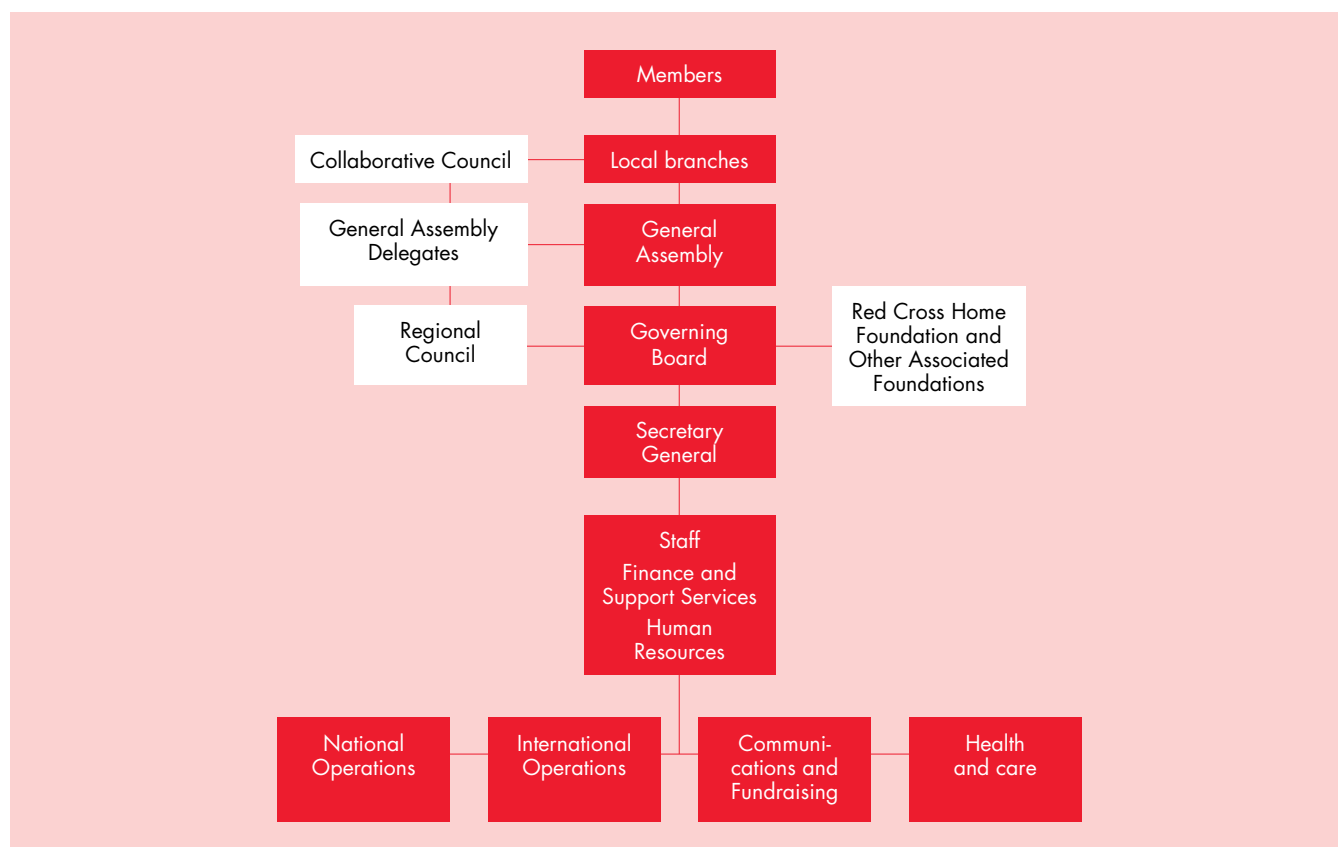 Members
Collaborative Council
Local branches
General Assembly
Delegates
General
Assembly
Regional
Council
Governing
Board
Red Cross Home
Foundation and
Other Associated
Foundations
Secretary
General
Staff
Finance and
Support Services
Human
Resources
National
Operations
International
Operations
Communi-
cations and
Fundraising
Health
and care